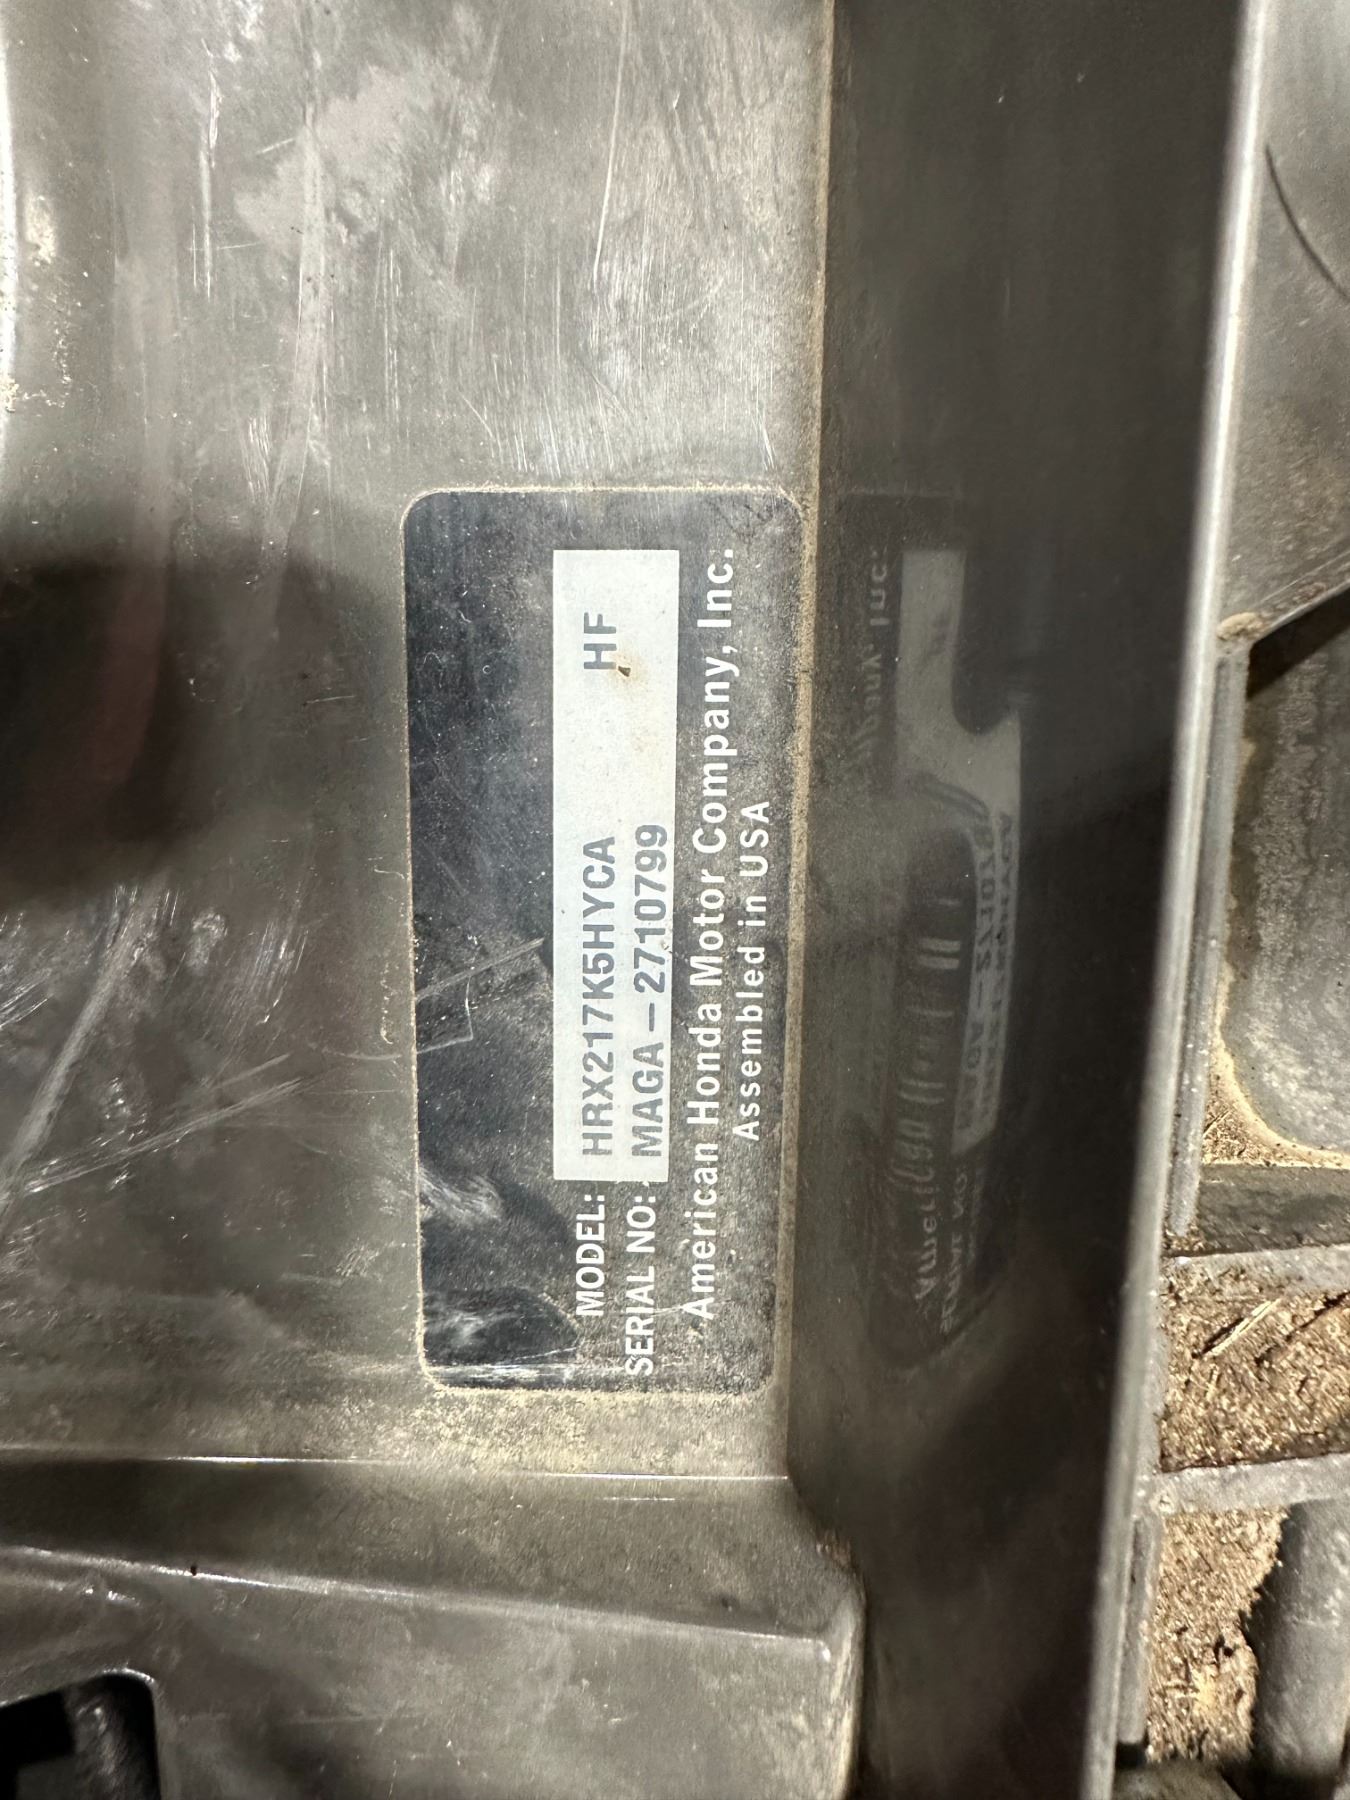 MODEL: HRX217K5HYCA HF
SERIAL NO: MAGA-2710799
American Honda Motor Company, Inc.
Assembled in USA